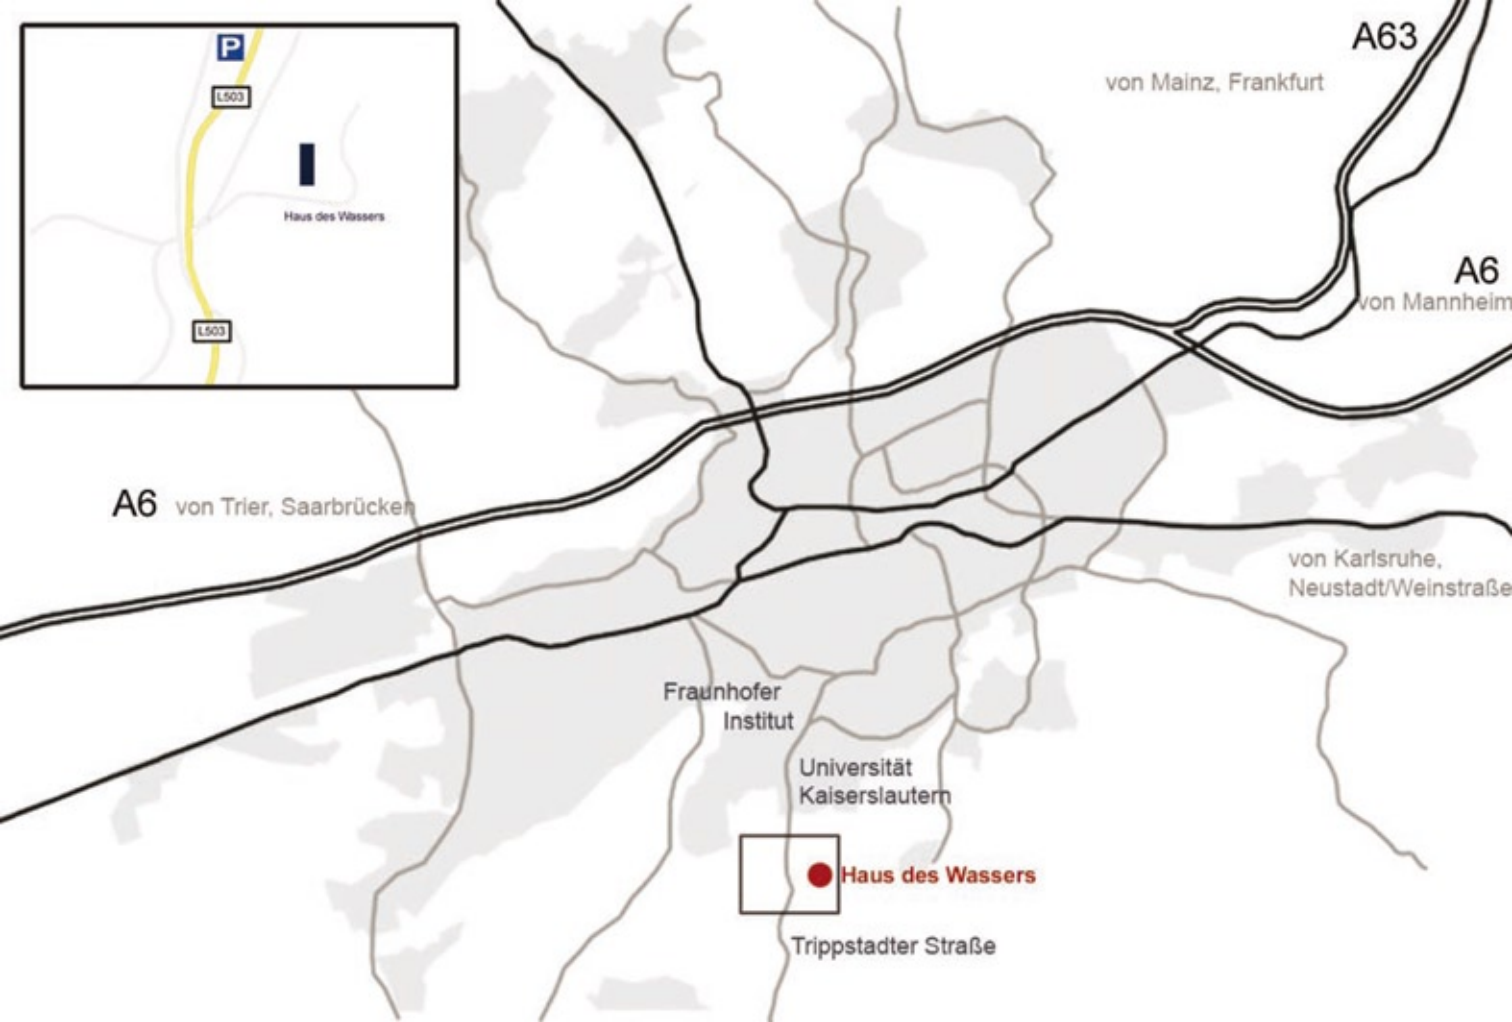 P
L503
Haus des Wassers
L503
A63
von Mainz, Frankfurt
A6
von Mannheim
A6 von Trier, Saarbrücken
von Karlsruhe,
Neustadt/Weinstraße
Fraunhofer
Institut
Universität
Kaiserslautern
Haus des Wassers
Trippstadter Straße